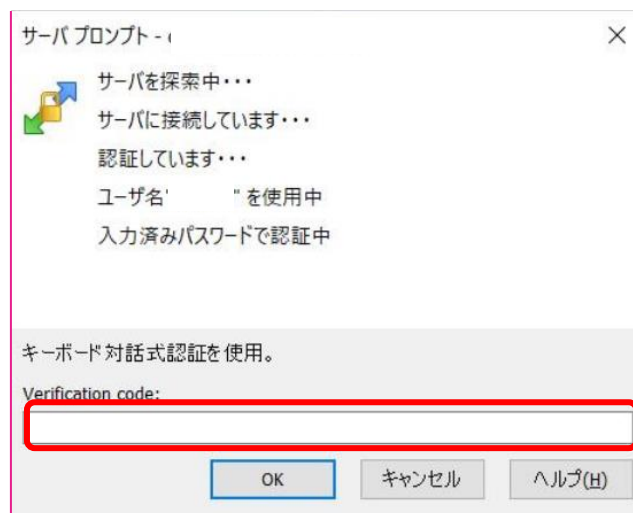 サーバ プロンプト -
サーバを探索中・・・
サーバに接続しています・・・
認証しています・・・
ユーザ名' " を使用中
入力済みパスワードで認証中
キーボード対話式認証を使用。
Verification code:
OK キャンセル ヘルプ(H)